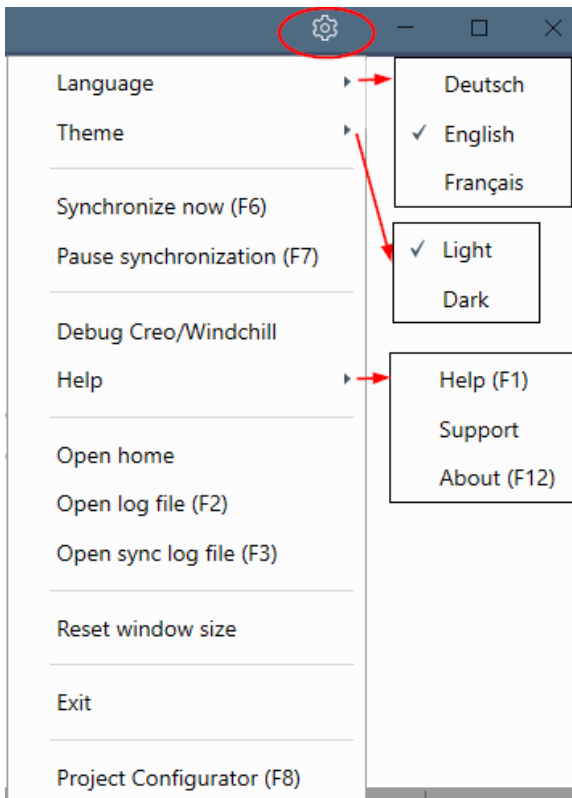 Language
Theme
Synchronize now (F6)
Pause synchronization (F7)
Debug Creo/Windchill
Help
Open home
Open log file (F2)
Open sync log file (F3)
Reset window size
Exit
Project Configurator (F8)
Deutsch
English
Français
Light
Dark
Help (F1)
Support
About (F12)